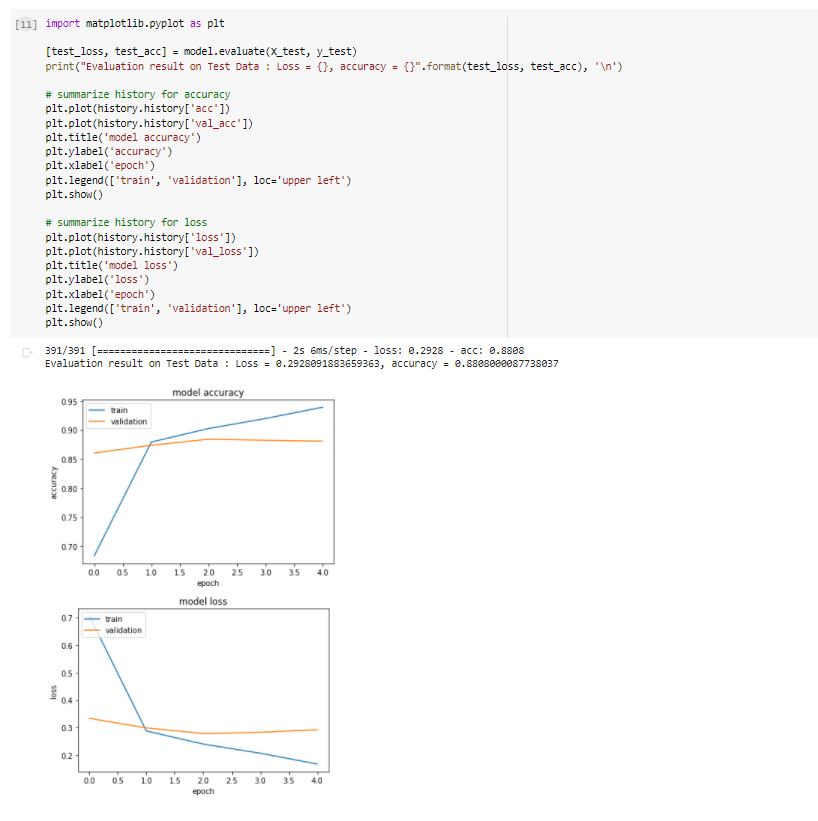 [11] import matplotlib.pyplot as plt
[test_loss, test_acc] = model.evaluate(X_test, y_test)
print("Evaluation result on Test Data : Loss = {}, accuracy = {}".format(test_loss, test_acc), '\n')
# summarize history for accuracy
plt.plot(history.history['acc'])
plt.plot(history.history['val_acc'])
plt.title('model accuracy')
plt.ylabel('accuracy')
plt.xlabel('epoch')
plt.legend(['train', 'validation'], loc='upper left')
plt.show()
# summarize history for loss
plt.plot(history.history['loss'])
plt.plot(history.history['val_loss'])
plt.title('model loss')
plt.ylabel('loss')
plt.xlabel('epoch')
plt.legend(['train', 'validation'], loc='upper left')
plt.show()
391/391 [==============================] - 2s 6ms/step - loss: 0.2928 - acc: 0.8808
Evaluation result on Test Data : Loss = 0.2928091883659363, accuracy = 0.8808000087738037
model accuracy
train
validation
0.95
0.90
0.85
0.80
0.75
0.70
accuracy
0.0 0.5 1.0 1.5 2.0 2.5 3.0 3.5 4.0
epoch
model loss
train
validation
0.7
0.6
0.5
0.4
0.3
0.2
loss
0.0 0.5 1.0 1.5 2.0 2.5 3.0 3.5 4.0
epoch